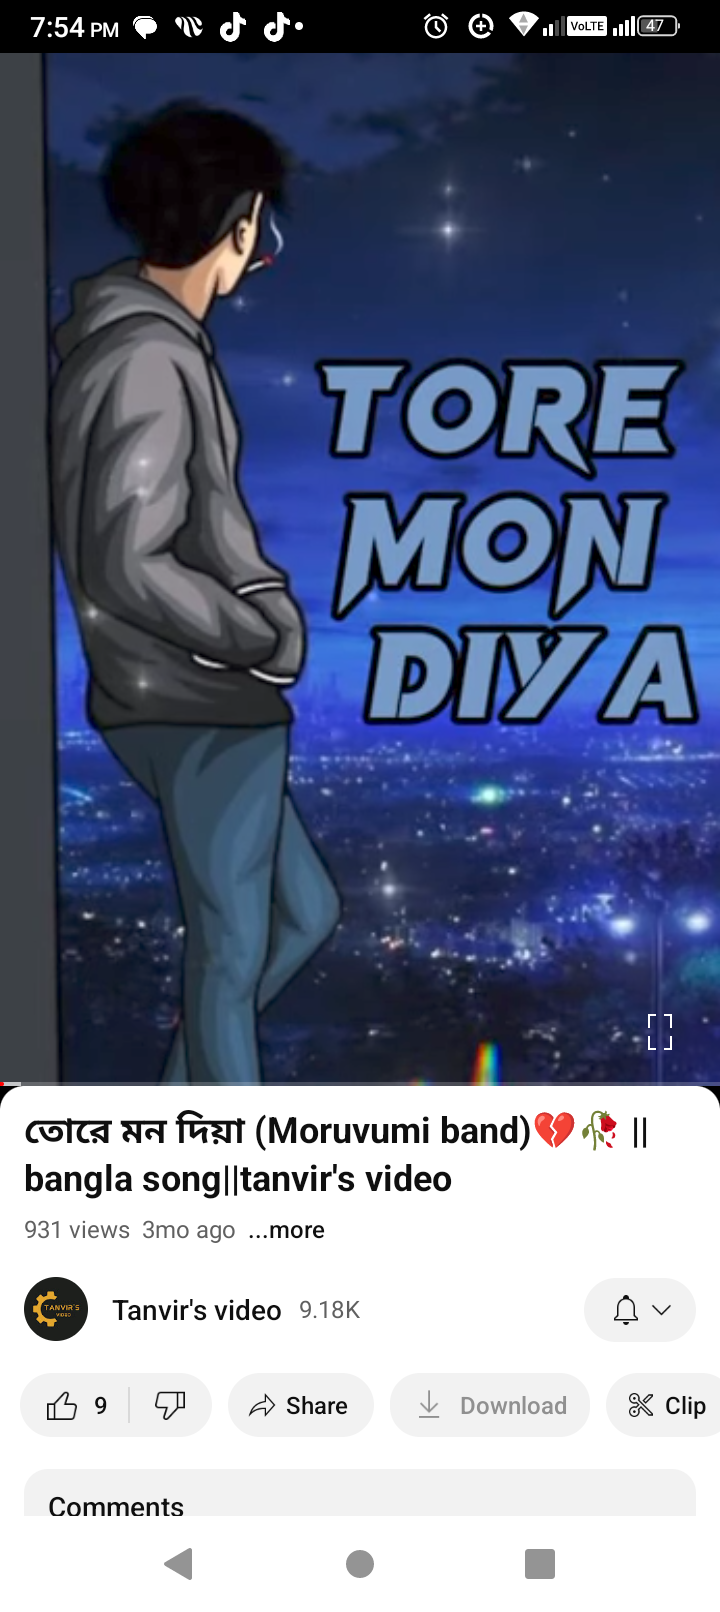 7:54 PM
VoLTE
47
TORE
MON
DIYA
তোরে মন দিয়া (Moruvumi band)💔🥀 ||
bangla song||tanvir's video
931 views 3mo ago ...more
TANVIR'S
VIDEO
Tanvir's video 9.18K
9 Share Download Clip
Comments